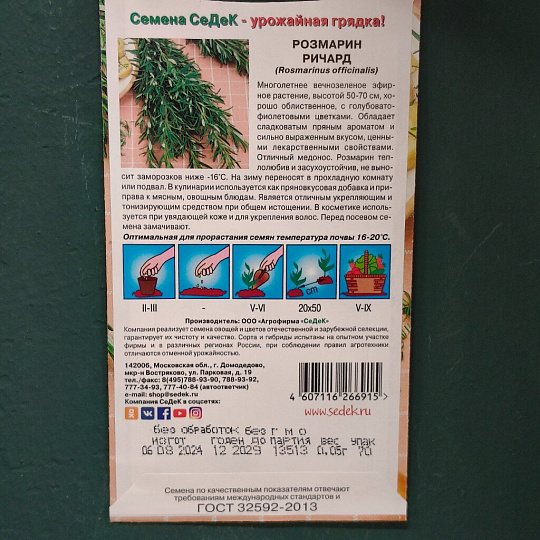 Семена СеДеК - урожайная грядка!
РОЗМАРИН
РИЧАРД
(Rosmarinus officinalis)
Многолетнее вечнозеленое эфир-
ное растение, высотой 50-70 см, хо-
рошо облиственное, с голубовато-
фиолетовыми цветками. Обладает
сладковатым пряным ароматом и
сильно выраженным вкусом, ценны-
ми лекарственными свойствами.
Отличный медонос. Розмарин теп-
лолюбив и засухоустойчив, не выно-
сит заморозков ниже -16°С. На зиму переносят в прохладную комнату
или подвал. В кулинарии используется как пряновкусовая добавка и при-
права к мясным, овощным блюдам. Является отличным укрепляющим и
тонизирующим средством при общем истощении. В косметике использу-
ется при увядающей коже и для укрепления волос. Перед посевом се-
мена замачивают.
Оптимальная для прорастания семян температура почвы 16-20°С.
cm
II-III - V-VI 20x50 V-IX
Производитель: ООО «Агрофирма "СеДеК"
Компания реализует семена овощей и цветов отечественной и зарубежной селекции,
гарантирует их чистоту и качество. Сорта и гибриды испытаны на опытном участке
фирмы и в различных регионах России, при соблюдении правил агротехники
отличаются отменной урожайностью.
142006, Московская обл., г. Домодедово,
мкр-н Востряково, ул. Парковая, д. 19
тел./факс: 8(495)788-93-90, 788-93-92,
777-34-93, 777-40-84 (автоответчик)
e-mail: shop@sedek.ru
Компания СеДеК в соцсетях:
4 607116 266915
www.sedek.ru
Без обработок без г м о
изгот годен до партия вес упак
06 08 2024 12 2029 13513 0,05г 70
Семена по качественным показателям отвечают
требованиям международных стандартов и
ГОСТ 32592-2013